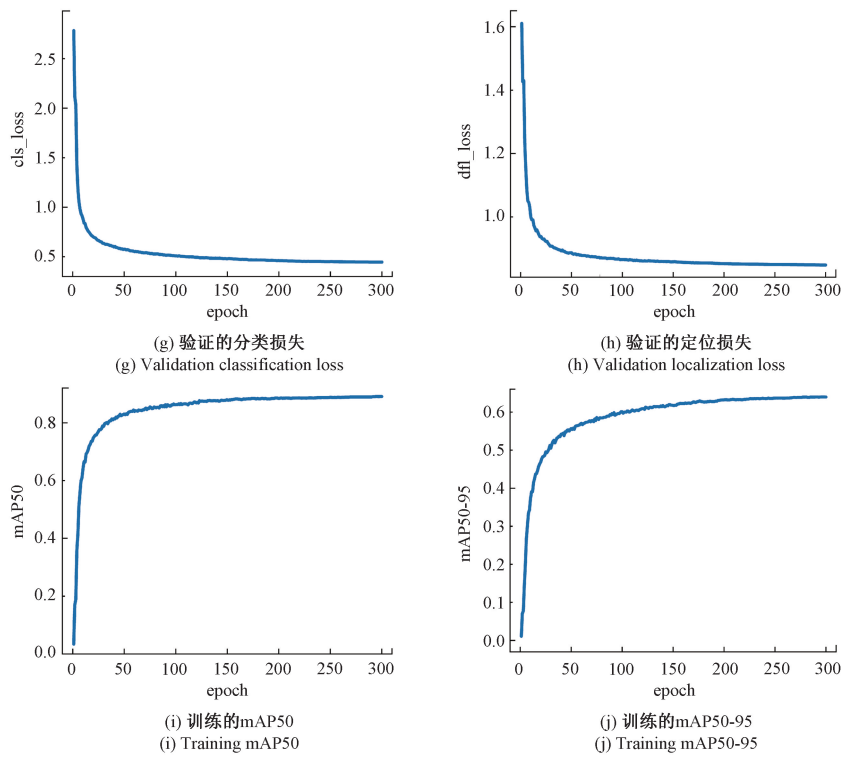 2.5
2.0
1.5
1.0
0.5
cls_loss
0 50 100 150 200 250 300
epoch
(g) 验证的分类损失
(g) Validation classification loss
1.6
1.4
1.2
1.0
dfl_loss
0 50 100 150 200 250 300
epoch
(h) 验证的定位损失
(h) Validation localization loss
0.8
0.6
0.4
0.2
0.0
mAP50
0 50 100 150 200 250 300
epoch
(i) 训练的mAP50
(i) Training mAP50
0.6
0.5
0.4
0.3
0.2
0.1
0.0
mAP50-95
0 50 100 150 200 250 300
epoch
(j) 训练的mAP50-95
(j) Training mAP50-95